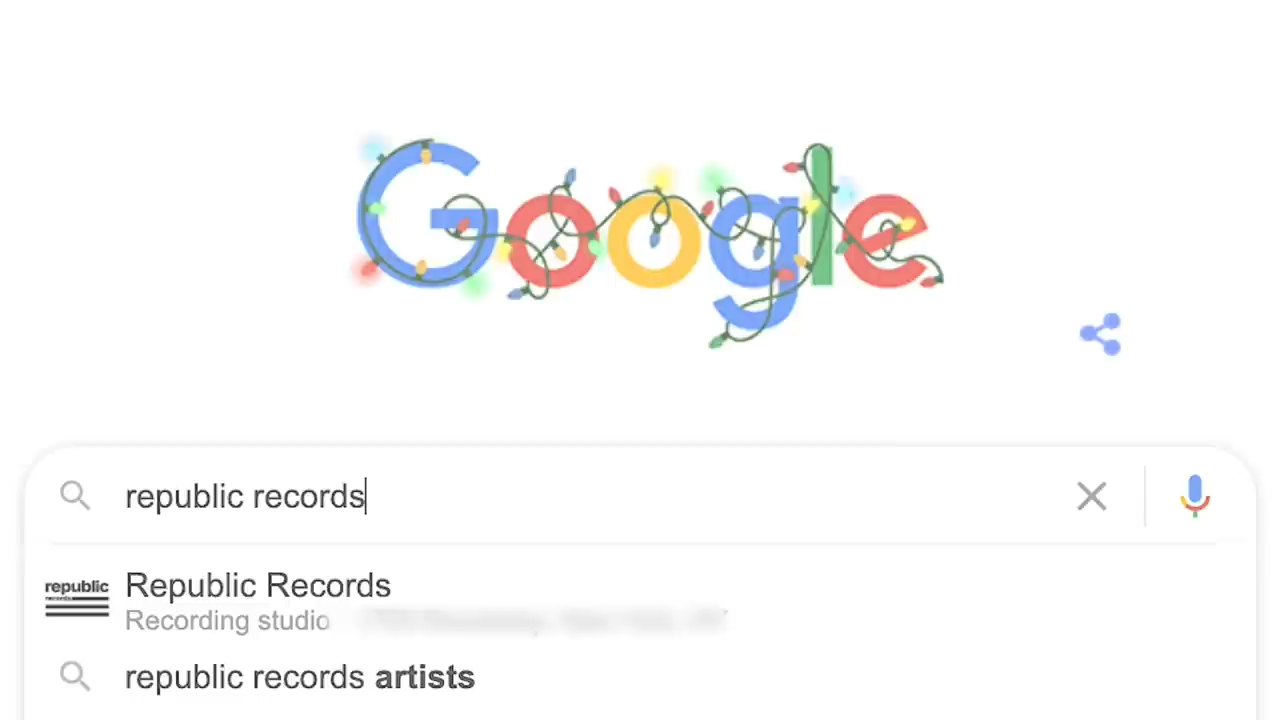 Google
republic records
republic
records
Republic Records
Recording studio
republic records artists